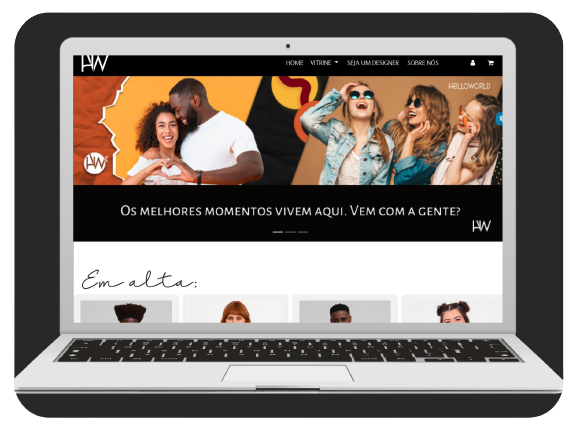 HW
HOME VITRINE SEJA UM DESIGNER SOBRE NÓS
HELLOWORLD
HW
OS MELHORES MOMENTOS VIVEM AQUI. VEM COM A GENTE?
HW
Em alta: